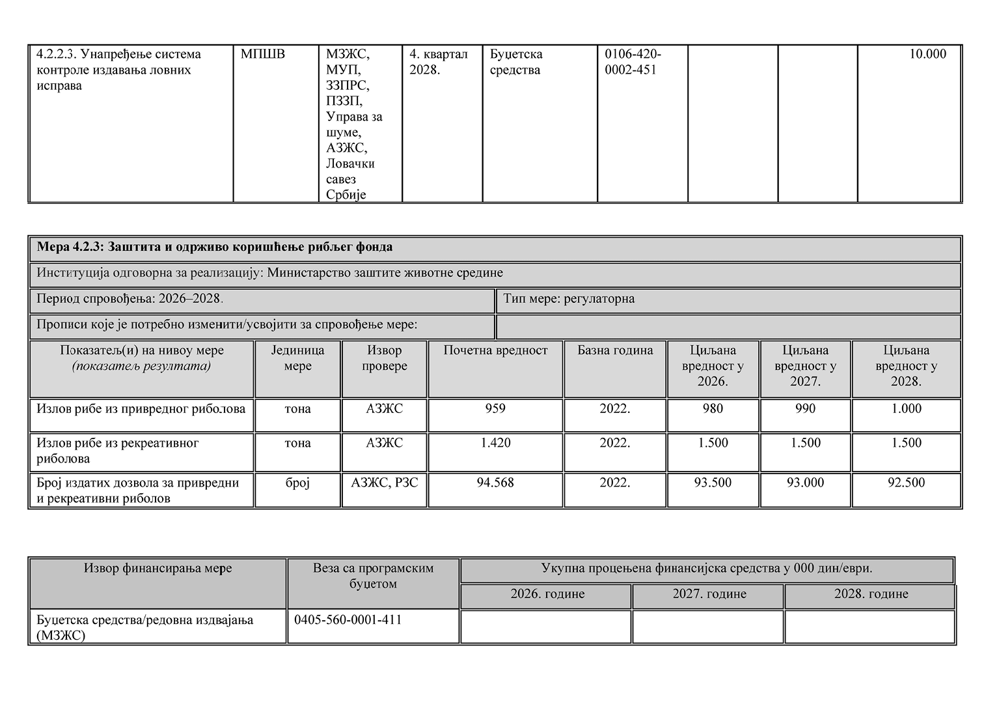 4.2.2.3. Унапређење система
контроле издавања ловних
исправа
МПШВ
МЗЖС,
МУП,
ЗЗПРС,
ПЗЗП,
Управа за
шуме,
АЗЖС,
Ловачки
савез
Србије
4. квартал
2028.
Буџетска
средства
0106-420-
0002-451
10.000
Мера 4.2.3: Заштита и одрживо коришћење рибљег фонда
Институција одговорна за реализацију: Министарство заштите животне средине
Период спровођења: 2026–2028.
Тип мере: регулаторна
Прописи које је потребно изменити/усвојити за спровођење мере:
Показатељ(и) на нивоу мере
(показатељ резултата)
Јединица
мере
Извор
провере
Почетна вредност
Базна година
Циљана
вредност у
2026.
Циљана
вредност у
2027.
Циљана
вредност у
2028.
Излов рибе из привредног риболова
тона
АЗЖС
959
2022.
980
990
1.000
Излов рибе из рекреативног
риболова
тона
АЗЖС
1.420
2022.
1.500
1.500
1.500
Број издатих дозвола за привредни
и рекреативни риболов
број
АЗЖС, РЗС
94.568
2022.
93.500
93.000
92.500
Извор финансирања мере
Веза са програмским
буџетом
Укупна процењена финансијска средства у 000 дин/еври.
2026. године
2027. године
2028. године
Буџетска средства/редовна издвајања
(МЗЖС)
0405-560-0001-411